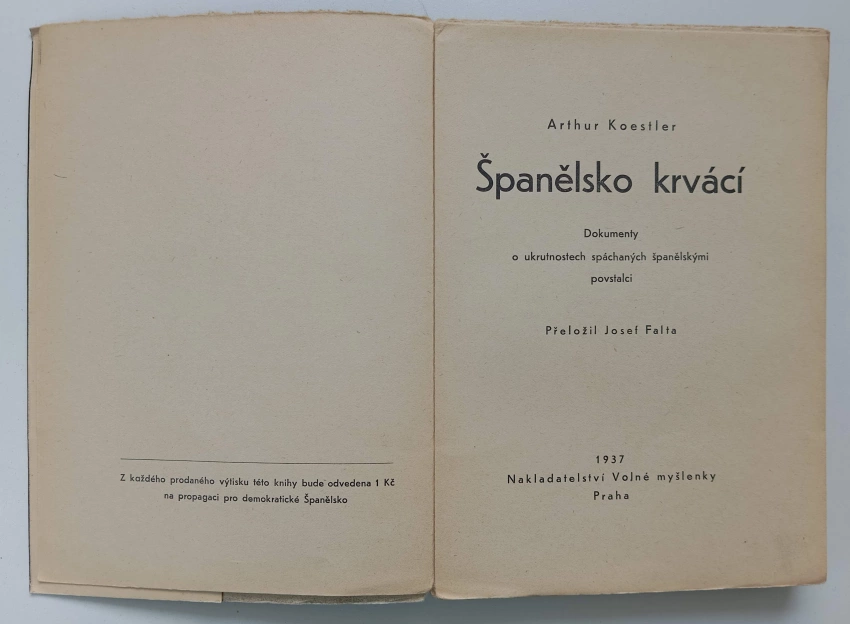 Z každého prodaného výtisku této knihy bude odvedena 1 Kč
na propagaci pro demokratické Španělsko
Arthur Koestler
Španělsko krvácí
Dokumenty
o ukrutnostech spáchaných španělskými
povstalci
Přeložil Josef Falta
1937
Nakladatelství Volné myšlenky
Praha